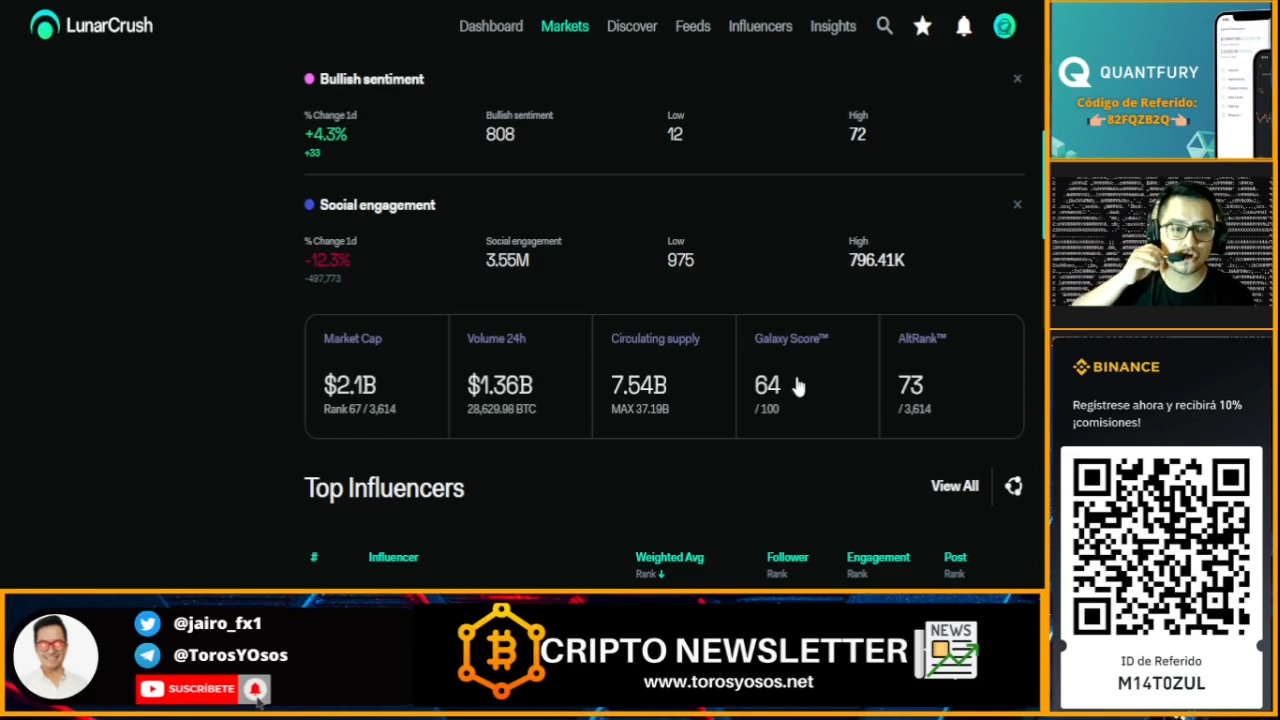 LunarCrush
Dashboard Markets Discover Feeds Influencers Insights
Bullish sentiment
% Change 1d Bullish sentiment Low High
+4.3% 808 12 72
+33
Social engagement
% Change 1d Social engagement Low High
-12.3% 3.55M 973 796.41K
-497,773
Market Cap Volume 24h Circulating supply Galaxy Score™ AltRank™
$2.1B $1.36B 7.54B 64 73
Rank 67 / 3,614 28,629.98 BTC MAX 37.19B / 100 / 3,614
Top Influencers
View All
# Influencer Weighted Avg Follower Engagement Post
Rank Rank Rank Rank
QUANTFURY
Código de Referido:
82FQZB2Q
BINANCE
Regístrese ahora y recibirá 10%
¡comisiones!
ID de Referido
M14T0ZUL
@jairo_fx1
@TorosYOsos
SUSCRÍBETE
CRIPTO NEWSLETTER
www.torosyosos.net
NEWS